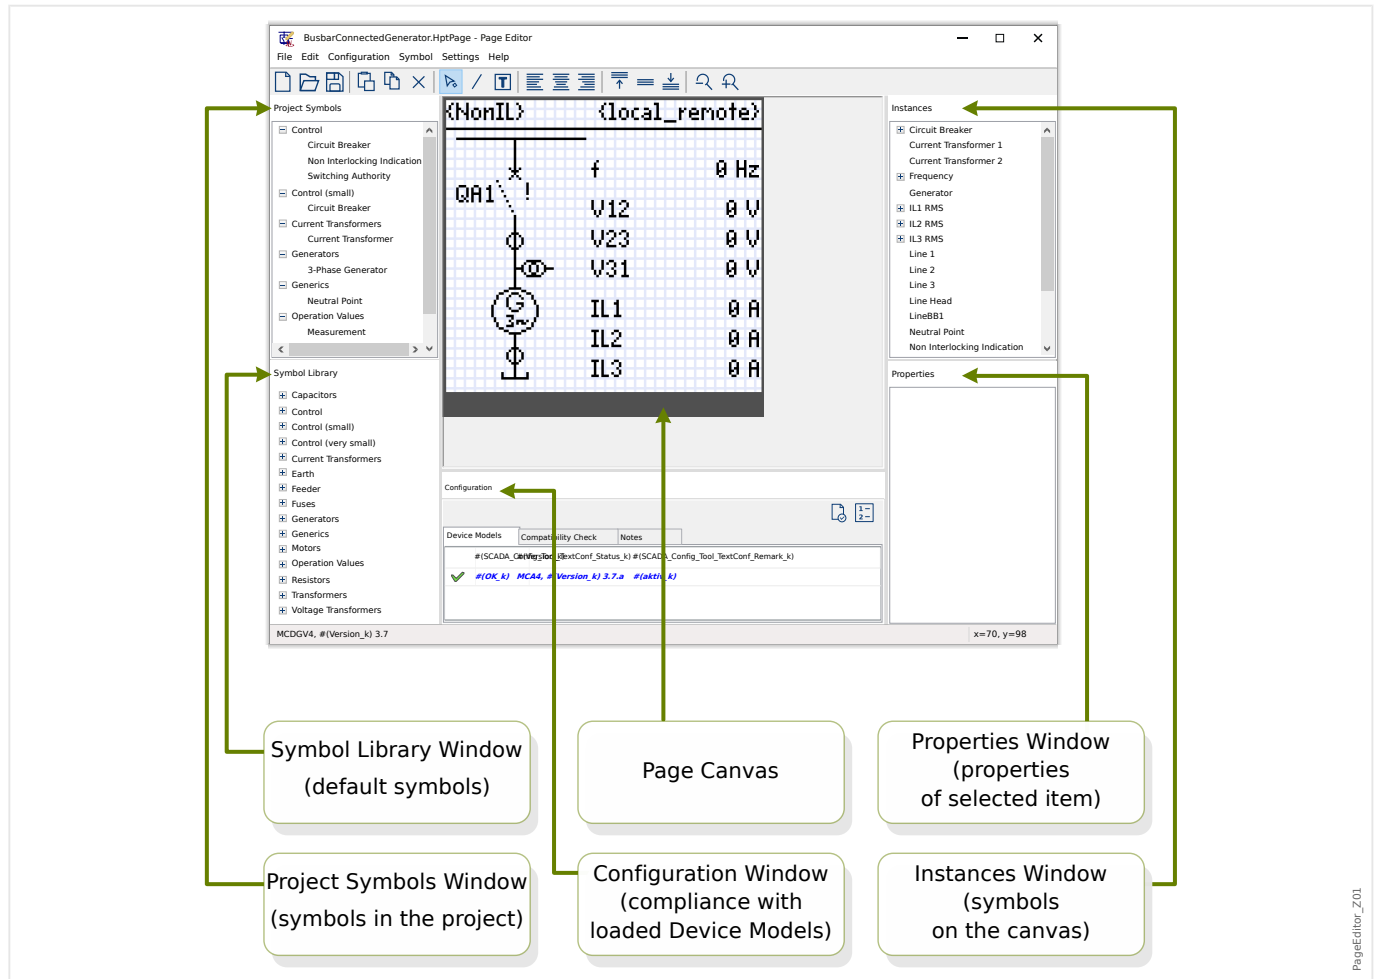 BusbarConnectedGenerator.HptPage - Page Editor
File Edit Configuration Symbol Settings Help
T
Project Symbols
Control
Circuit Breaker
Non Interlocking Indication
Switching Authority
Control (small)
Circuit Breaker
Current Transformers
Current Transformer
Generators
3-Phase Generator
Generics
Neutral Point
Operation Values
Measurement
Symbol Library
Capacitors
Control
Control (small)
Control (very small)
Current Transformers
Earth
Feeder
Fuses
Generators
Generics
Motors
Operation Values
Resistors
Transformers
Voltage Transformers
{NonIL} {local_remote}
f 0 Hz
QA1 !
V12 0 V
V23 0 V
V31 0 V
G
3~
IL1 0 A
IL2 0 A
IL3 0 A
Configuration
1
2
Device Models Compatibility Check Notes
#(SCADA_Config_Tool_TextConf_Status_k) #(SCADA_Config_Tool_TextConf_Remark_k)
#(OK_k) MCA4, #(Version_k) 3.7.a #(aktiv_k)
Instances
Circuit Breaker
Current Transformer 1
Current Transformer 2
Frequency
Generator
IL1 RMS
IL2 RMS
IL3 RMS
Line 1
Line 2
Line 3
Line Head
LineBB1
Neutral Point
Non Interlocking Indication
Properties
MCDGV4, #(Version_k) 3.7
x=70, y=98
Symbol Library Window
(default symbols)
Page Canvas
Properties Window
(properties
of selected item)
Project Symbols Window
(symbols in the project)
Configuration Window
(compliance with
loaded Device Models)
Instances Window
(symbols
on the canvas)
PageEditor_Z01